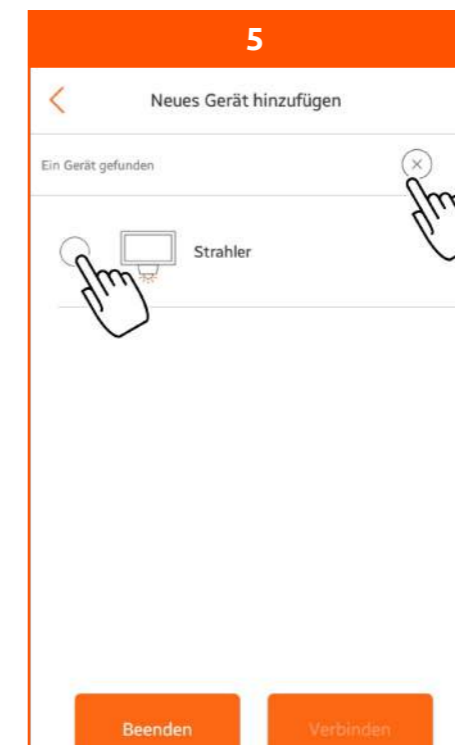 5
Neues Gerät hinzufügen
Ein Gerät gefunden
Strahler
Beenden Verbinden